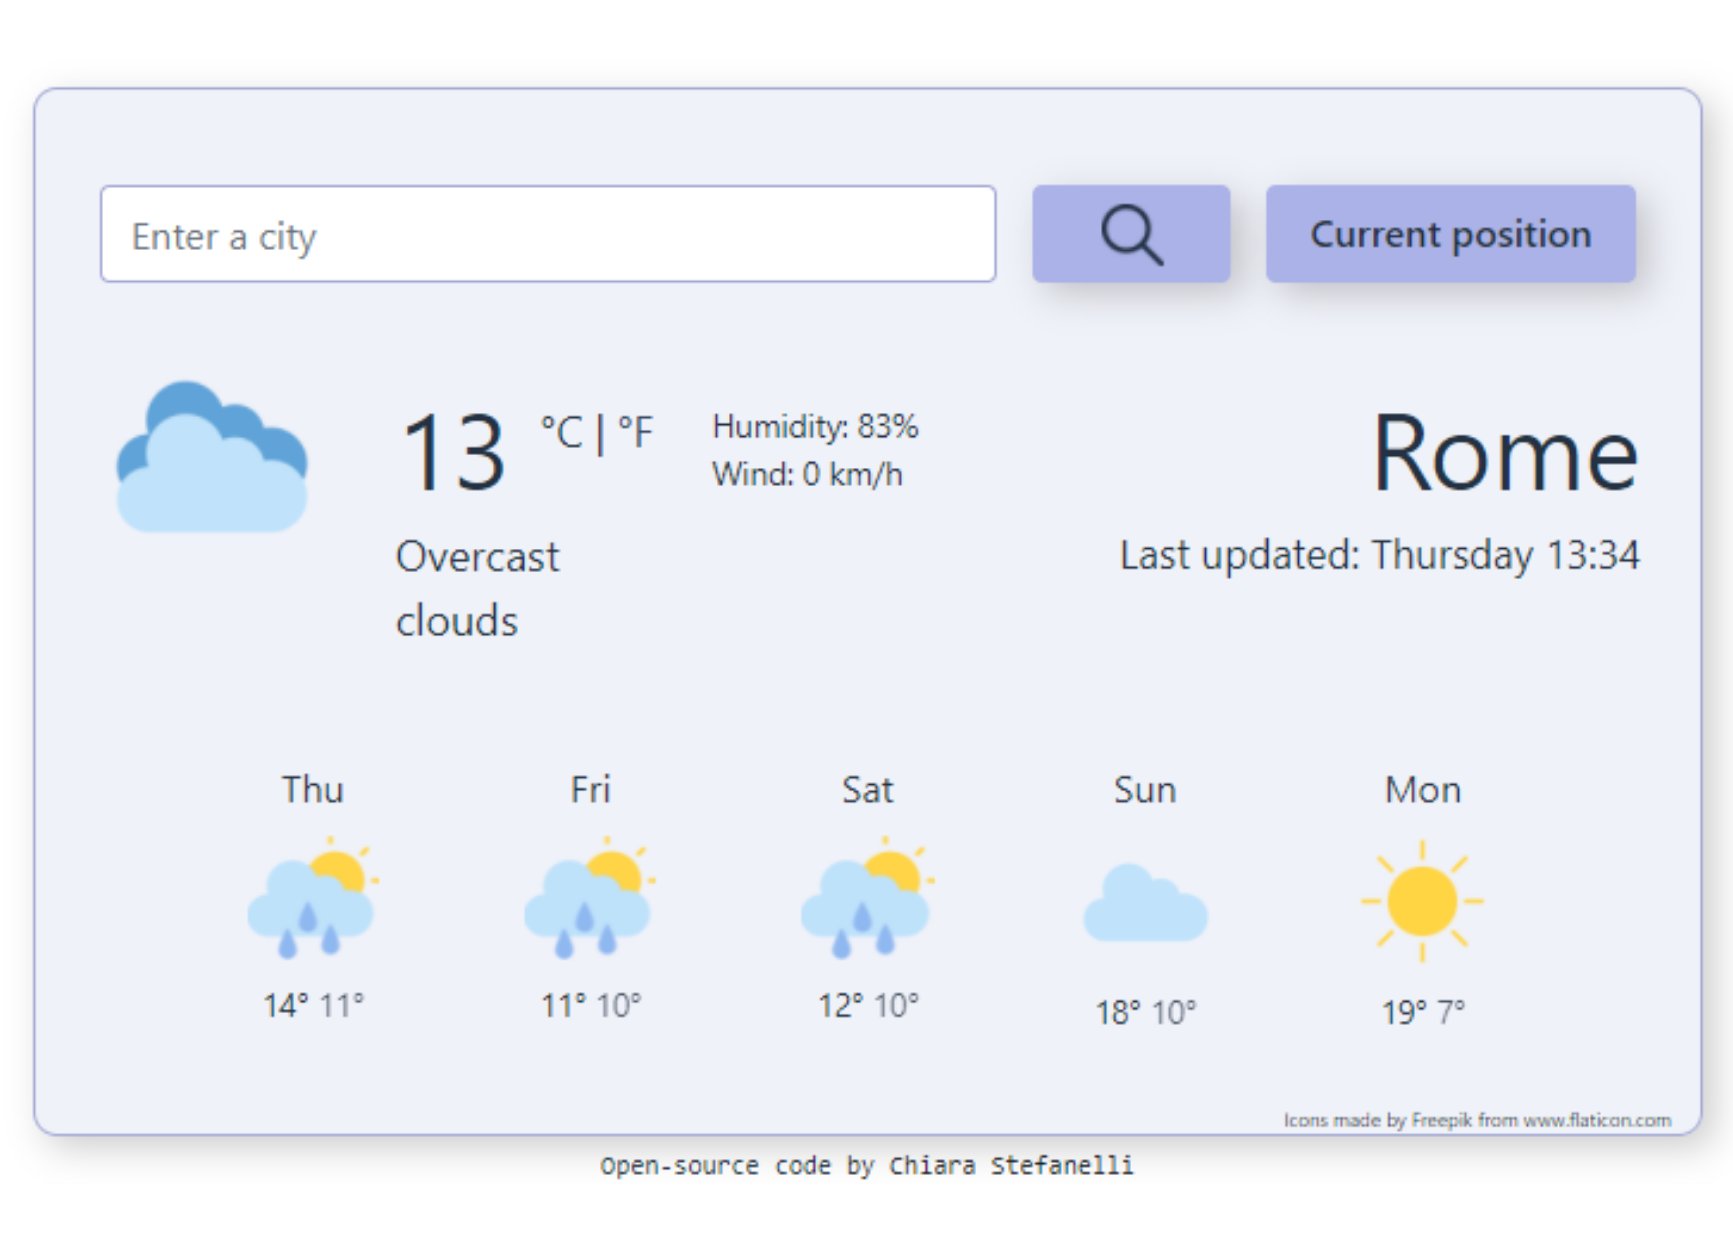 Enter a city
Current position
13 °C | °F
Humidity: 83%
Wind: 0 km/h
Rome
Overcast
clouds
Last updated: Thursday 13:34
Thu Fri Sat Sun Mon
14° 11° 11° 10° 12° 10° 18° 10° 19° 7°
Icons made by Freepik from www.flaticon.com
Open-source code by Chiara Stefanelli